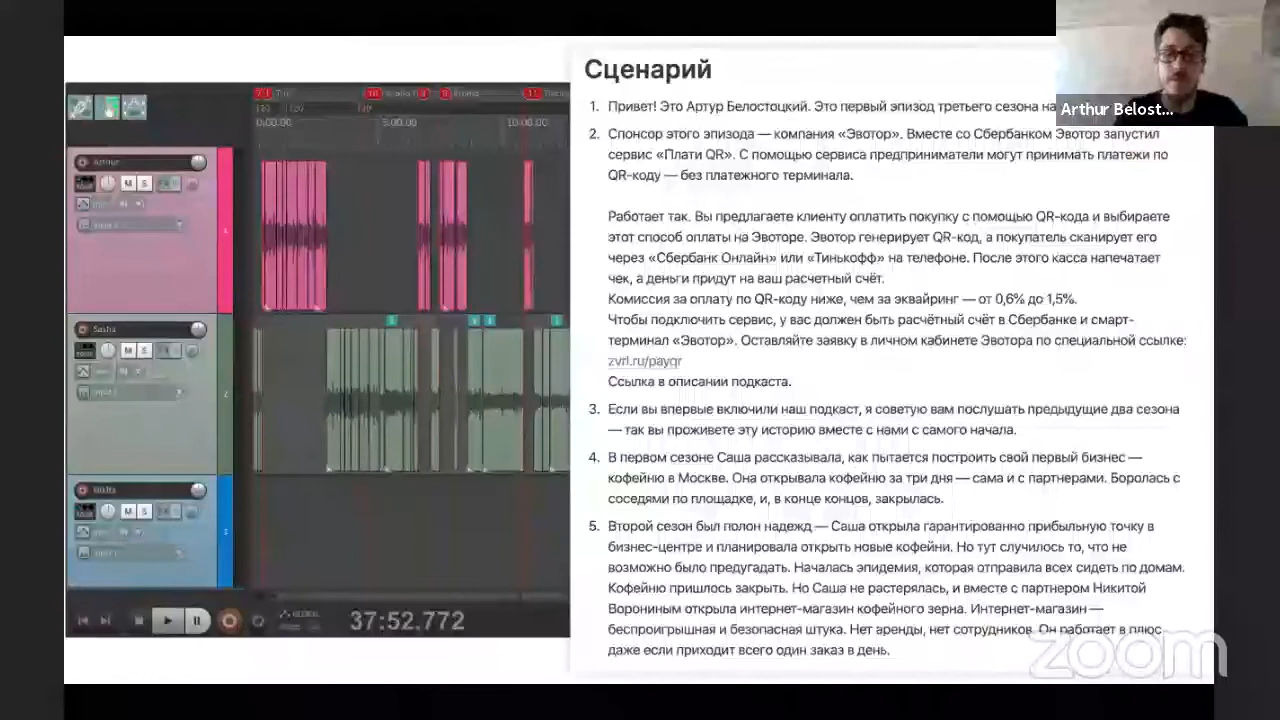 Сценарий
1. Привет! Это Артур Белостоцкий. Это первый эпизод третьего сезона на
Arthur Belost...
2. Спонсор этого эпизода — компания «Эвотор». Вместе со Сбербанком Эвотор запустил
сервис «Плати QR». С помощью сервиса предприниматели могут принимать платежи по
QR-коду — без платежного терминала.
Работает так. Вы предлагаете клиенту оплатить покупку с помощью QR-кода и выбираете
этот способ оплаты на Эвоторе. Эвотор генерирует QR-код, а покупатель сканирует его
через «Сбербанк Онлайн» или «Тинькофф» на телефоне. После этого касса напечатает
чек, а деньги придут на ваш расчетный счёт.
Комиссия за оплату по QR-коду ниже, чем за эквайринг — от 0,6% до 1,5%.
Чтобы подключить сервис, у вас должен быть расчётный счёт в Сбербанке и смарт-
терминал «Эвотор». Оставляйте заявку в личном кабинете Эвотора по специальной ссылке:
zvrl.ru/payqr
Ссылка в описании подкаста.
3. Если вы впервые включили наш подкаст, я советую вам послушать предыдущие два сезона
— так вы проживете эту историю вместе с нами с самого начала.
4. В первом сезоне Саша рассказывала, как пытается построить свой первый бизнес —
кофейню в Москве. Она открывала кофейню за три дня — сама и с партнерами. Боролась с
соседями по площадке, и, в конце концов, закрылась.
5. Второй сезон был полон надежд — Саша открыла гарантированно прибыльную точку в
бизнес-центре и планировала открыть новые кофейни. Но тут случилось то, что не
возможно было предугадать. Началась эпидемия, которая отправила всех сидеть по домам.
Кофейню пришлось закрыть. Но Саша не растерялась, и вместе с партнером Никитой
Ворониным открыла интернет-магазин кофейного зерна. Интернет-магазин —
беспроигрышная и безопасная штука. Нет аренды, нет сотрудников. Он работает в плюс,
даже если приходит всего один заказ в день.
0:00.00 5:00.00 10:00.00
Arthur
M S
Sasha
M S
Nikita
M S
37:52.772
zoom